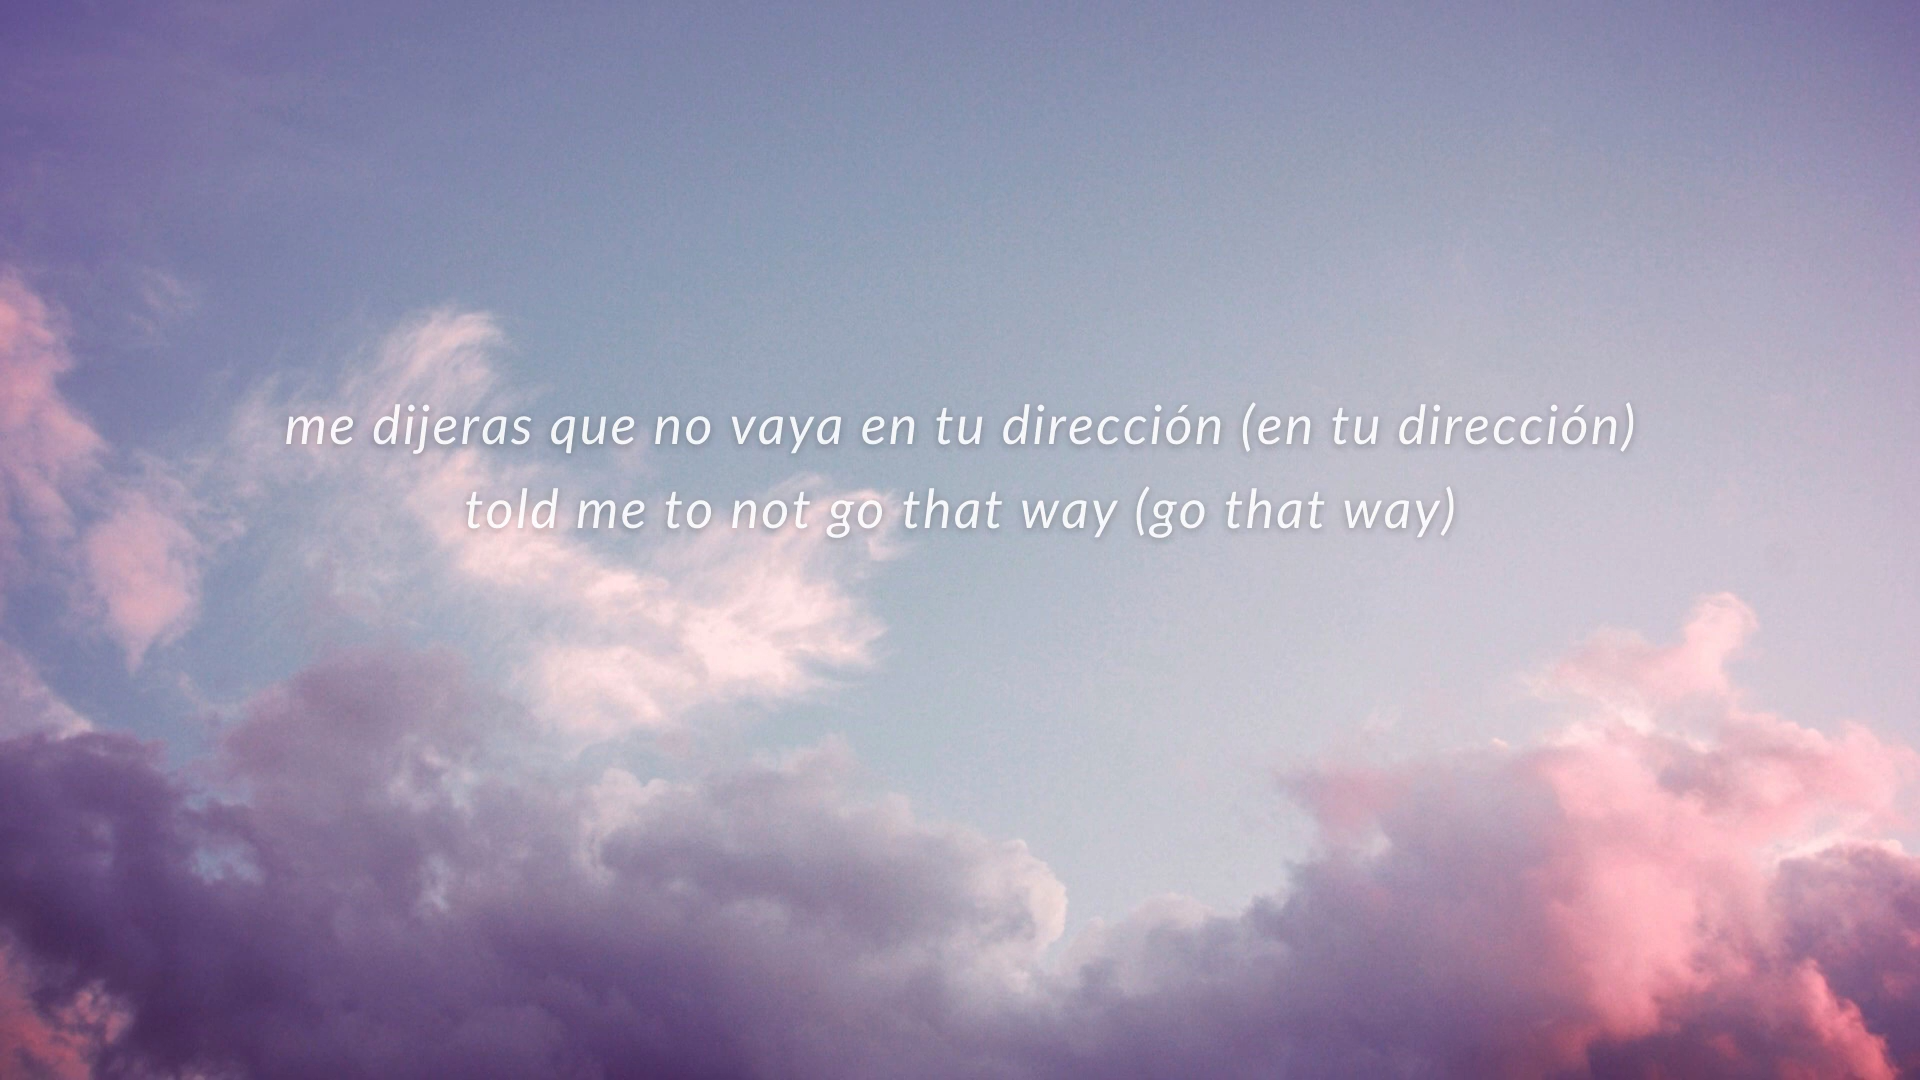 me dijeras que no vaya en tu dirección (en tu dirección)
told me to not go that way (go that way)